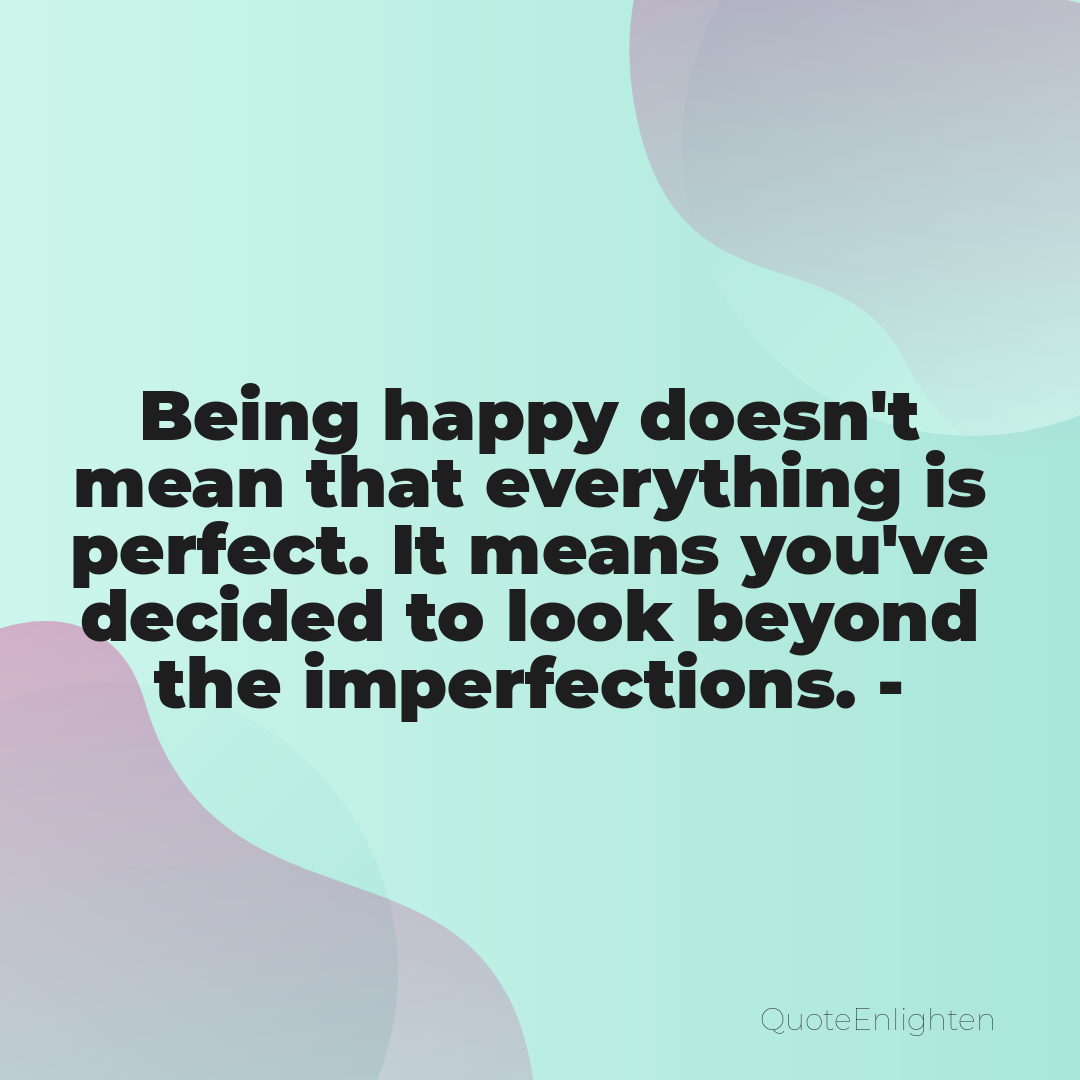 Being happy doesn't
mean that everything is
perfect. It means you've
decided to look beyond
the imperfections. -
QuoteEnlighten